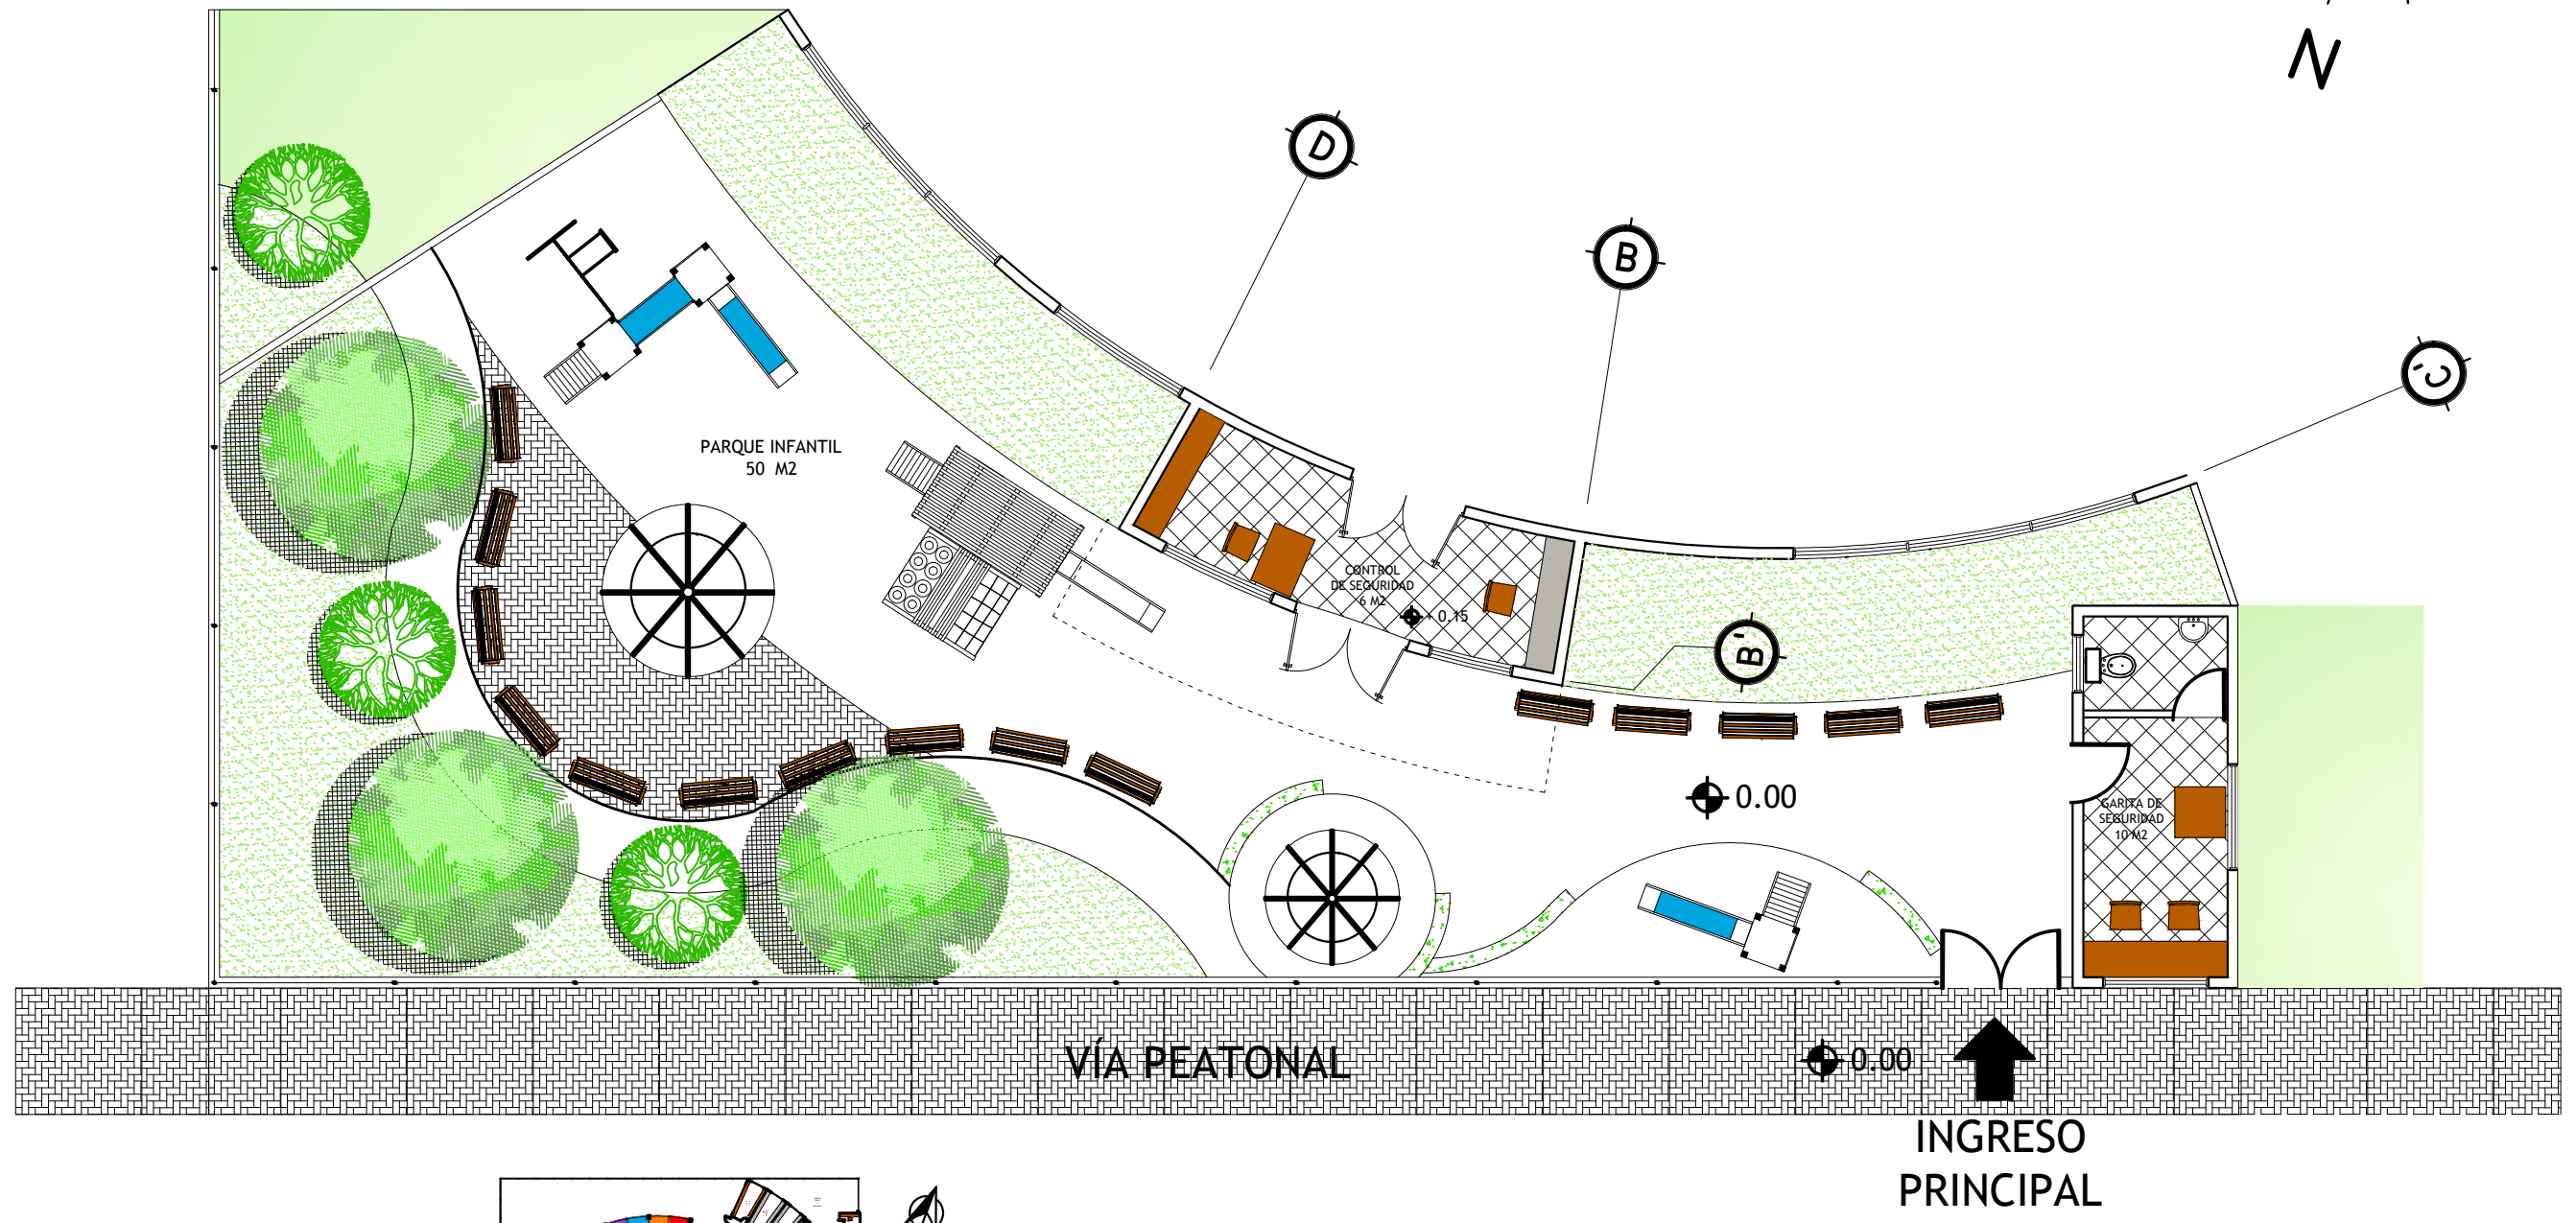 N
D
B
C'
PARQUE INFANTIL
50 M2
CONTROL
DE SEGURIDAD
6 M2
+ 0.15
B'
0.00
GARITA DE
SEGURIDAD
10 M2
VÍA PEATONAL
0.00
INGRESO
PRINCIPAL